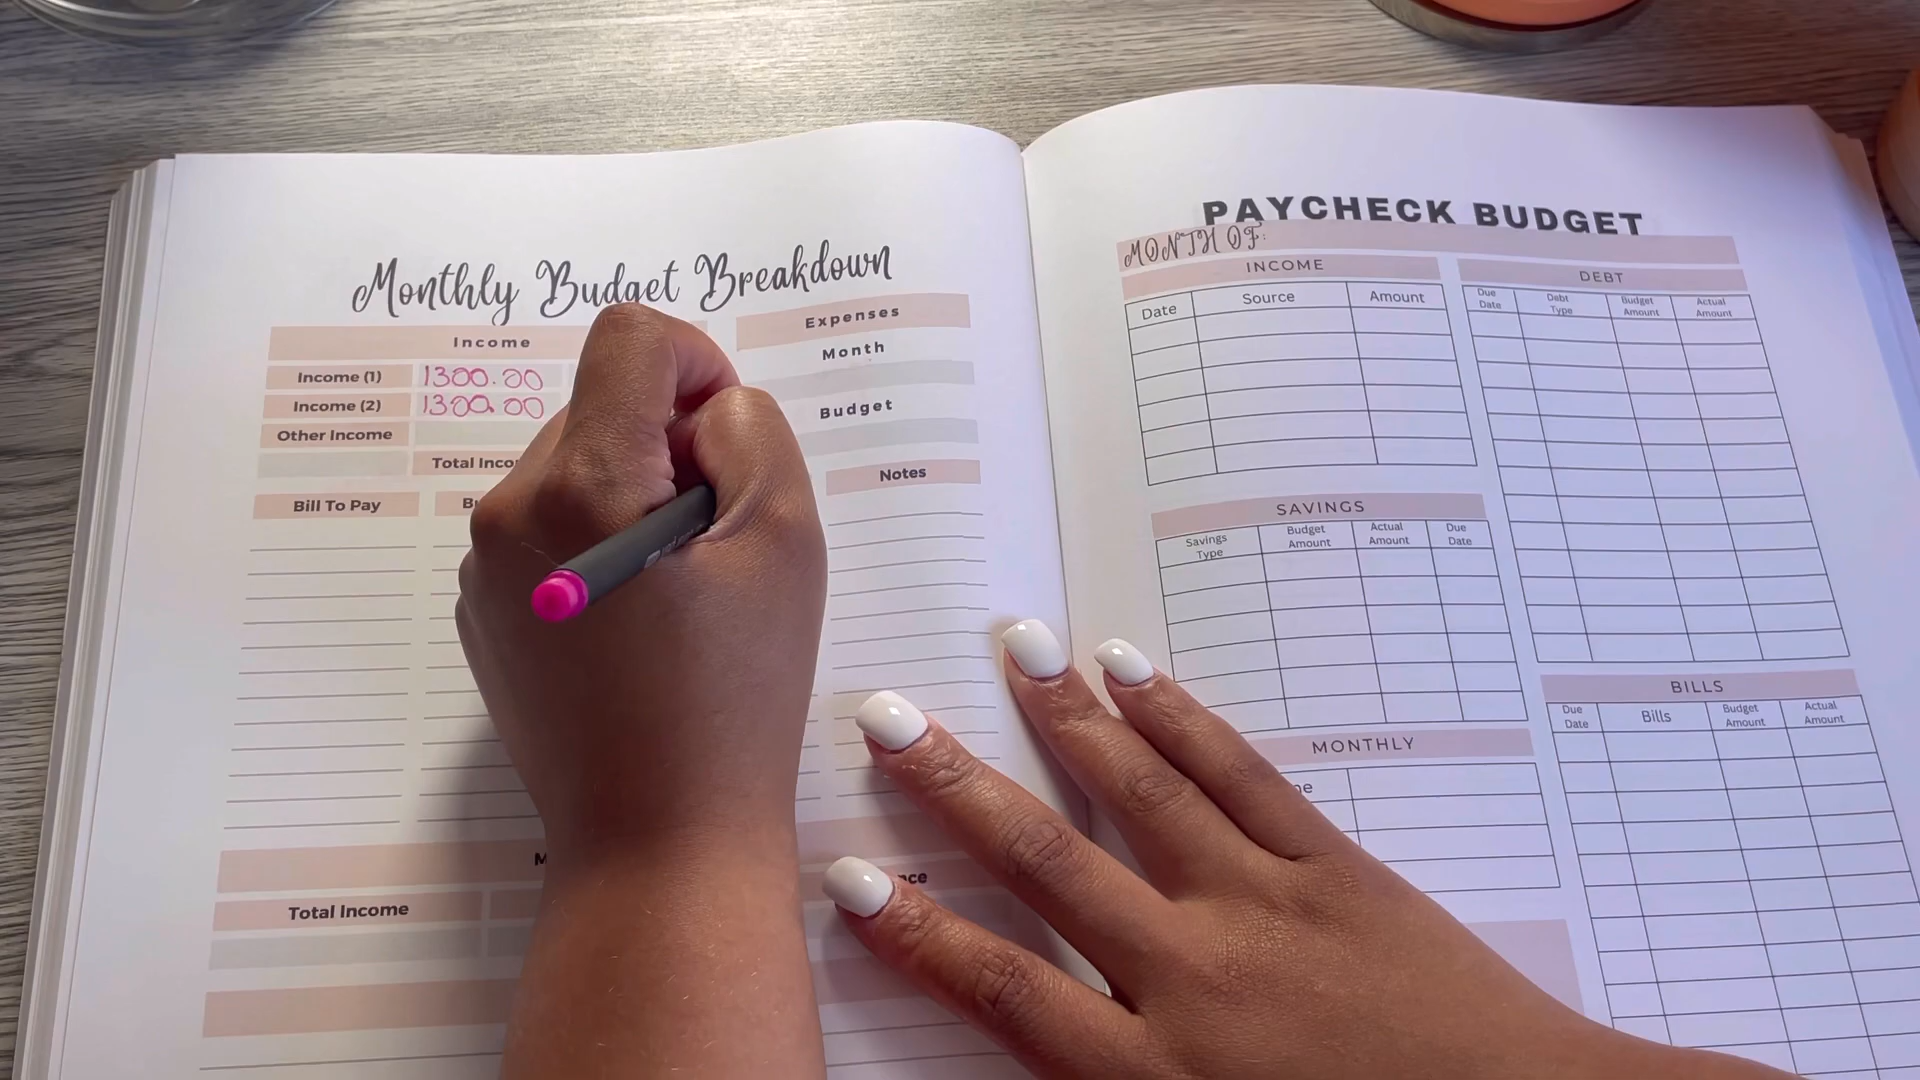 Monthly Budget Breakdown
Income
Income (1) 1300.00
Income (2) 1300.00
Other Income
Total
Bill To Pay
Expenses
Month
Budget
Notes
Total Income
PAYCHECK BUDGET
MONTH OF:
INCOME
Date Source Amount
SAVINGS
Savings Type Budget Amount Actual Amount Due Date
MONTHLY
DEBT
Due Date Debt Type Budget Amount Actual Amount
BILLS
Due Date Bills Budget Amount Actual Amount